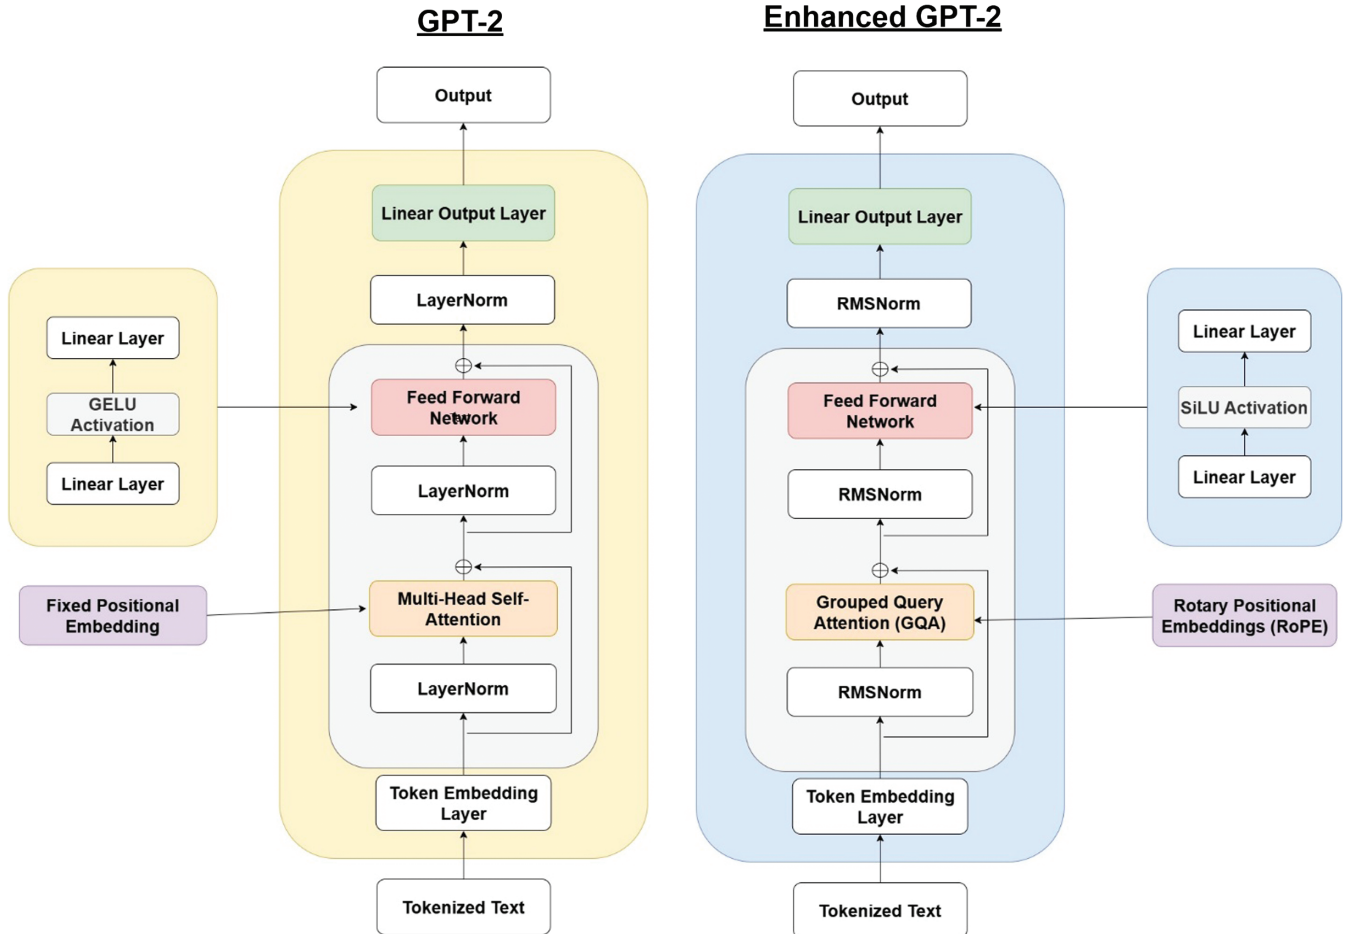 GPT-2
Output
Linear Output Layer
LayerNorm
Feed Forward
Network
LayerNorm
Multi-Head Self-
Attention
LayerNorm
Token Embedding
Layer
Tokenized Text
Linear Layer
GELU
Activation
Linear Layer
Fixed Positional
Embedding
Enhanced GPT-2
Output
Linear Output Layer
RMSNorm
Feed Forward
Network
RMSNorm
Grouped Query
Attention (GQA)
RMSNorm
Token Embedding
Layer
Tokenized Text
Linear Layer
SiLU Activation
Linear Layer
Rotary Positional
Embeddings (RoPE)